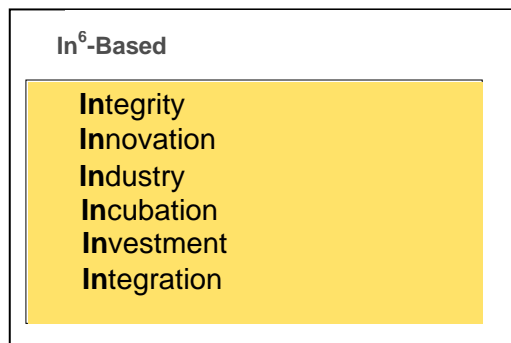 In⁶-Based
Integrity
Innovation
Industry
Incubation
Investment
Integration